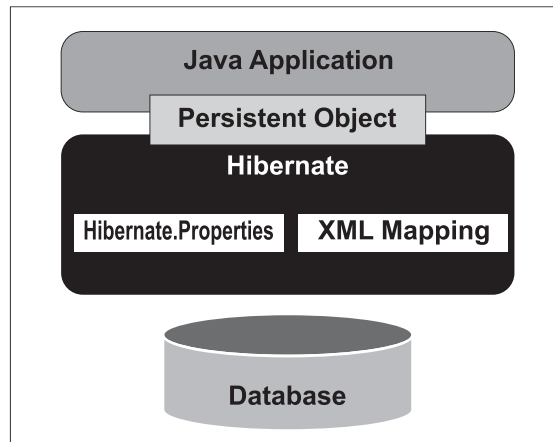 Java Application
Persistent Object
Hibernate
Hibernate.Properties
XML Mapping
Database